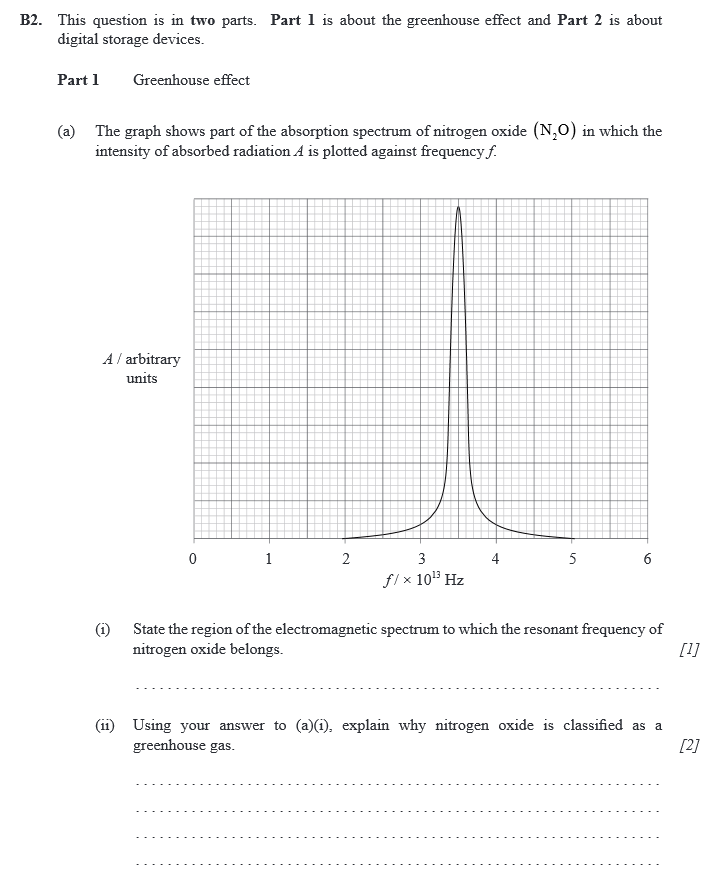 B2. This question is in two parts. Part 1 is about the greenhouse effect and Part 2 is about
digital storage devices.
Part 1 Greenhouse effect
(a) The graph shows part of the absorption spectrum of nitrogen oxide (N₂O) in which the
intensity of absorbed radiation A is plotted against frequency f.
A / arbitrary
units
0 1 2 3 4 5 6
f / × 10¹³ Hz
(i) State the region of the electromagnetic spectrum to which the resonant frequency of
nitrogen oxide belongs. [1]
(ii) Using your answer to (a)(i), explain why nitrogen oxide is classified as a
greenhouse gas. [2]